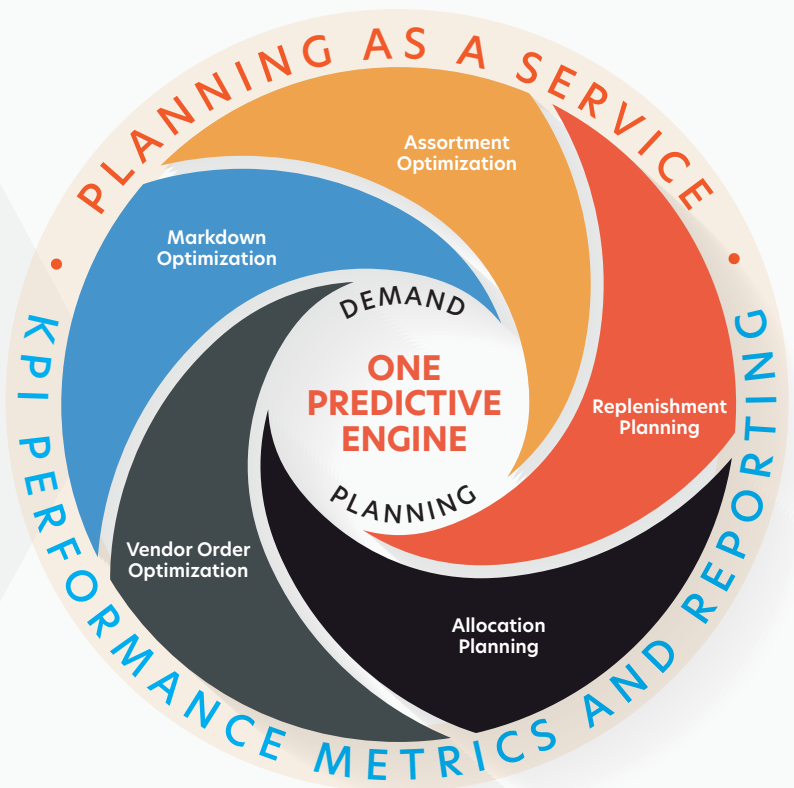 PLANNING AS A SERVICE
Assortment
Optimization
Markdown
Optimization
DEMAND
ONE
PREDICTIVE
ENGINE
PLANNING
Replenishment
Planning
Vendor Order
Optimization
Allocation
Planning
KPI PERFORMANCE METRICS AND REPORTING